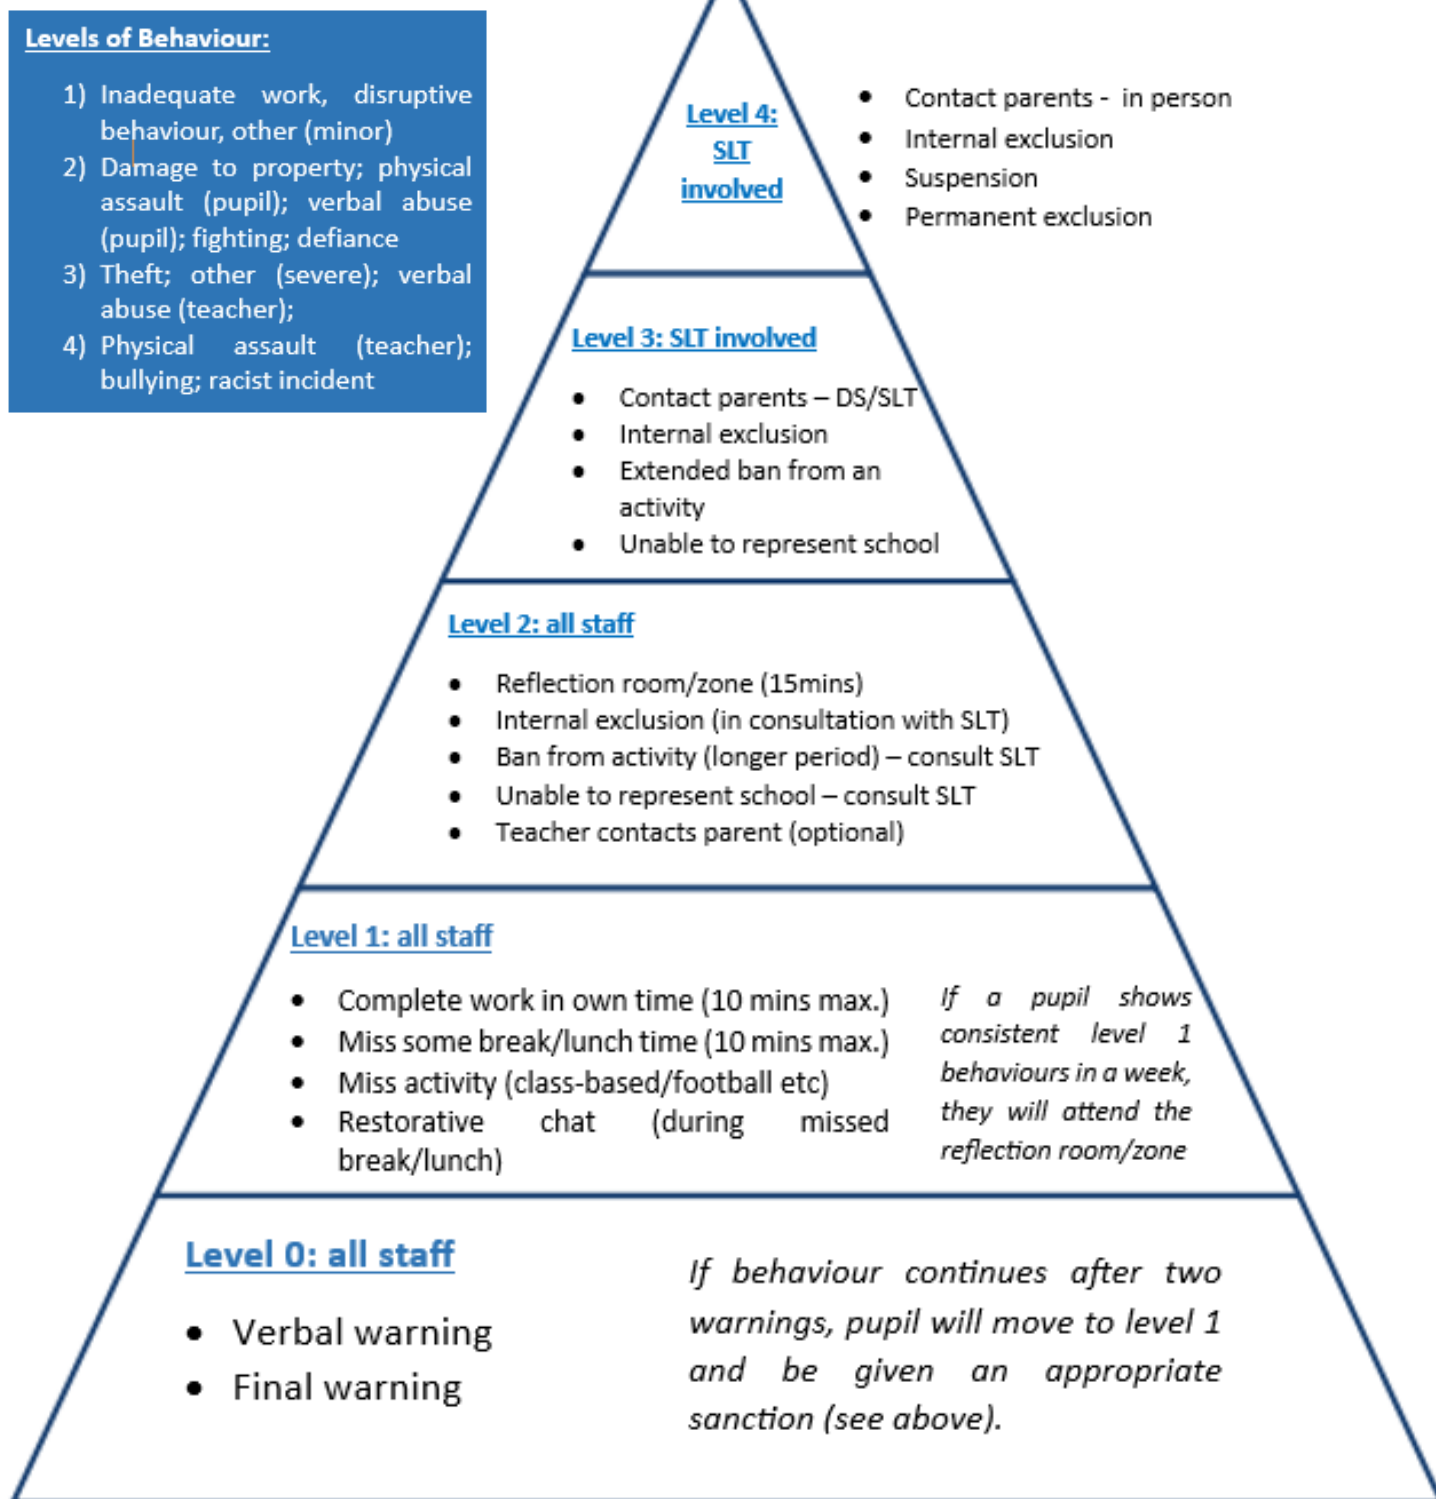 Levels of Behaviour:
1) Inadequate work, disruptive
behaviour, other (minor)
2) Damage to property; physical
assault (pupil); verbal abuse
(pupil); fighting; defiance
3) Theft; other (severe); verbal
abuse (teacher);
4) Physical assault (teacher);
bullying; racist incident
Level 4:
SLT
involved
• Contact parents - in person
• Internal exclusion
• Suspension
• Permanent exclusion
Level 3: SLT involved
• Contact parents – DS/SLT
• Internal exclusion
• Extended ban from an
activity
• Unable to represent school
Level 2: all staff
• Reflection room/zone (15mins)
• Internal exclusion (in consultation with SLT)
• Ban from activity (longer period) – consult SLT
• Unable to represent school – consult SLT
• Teacher contacts parent (optional)
Level 1: all staff
• Complete work in own time (10 mins max.)
• Miss some break/lunch time (10 mins max.)
• Miss activity (class-based/football etc)
• Restorative chat (during missed
break/lunch)
If a pupil shows
consistent level 1
behaviours in a week,
they will attend the
reflection room/zone
Level 0: all staff
• Verbal warning
• Final warning
If behaviour continues after two
warnings, pupil will move to level 1
and be given an appropriate
sanction (see above).